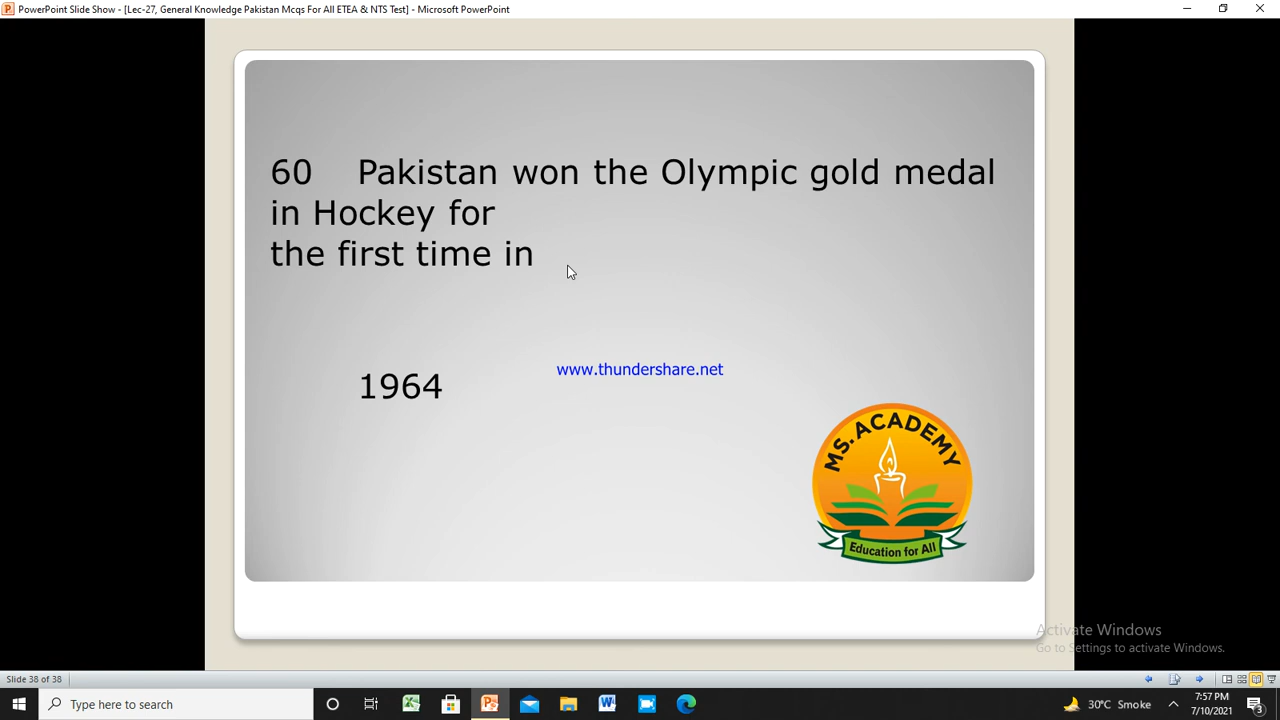 PowerPoint Slide Show - [Lec-27, General Knowledge Pakistan Mcqs For All ETEA & NTS Test] - Microsoft PowerPoint
60 Pakistan won the Olympic gold medal
in Hockey for
the first time in
www.thundershare.net
1964
MS.ACADEMY
Education for All
Activate Windows
Go to Settings to activate Windows.
Slide 38 of 38
Type here to search
30°C Smoke
7:57 PM
7/10/2021
3